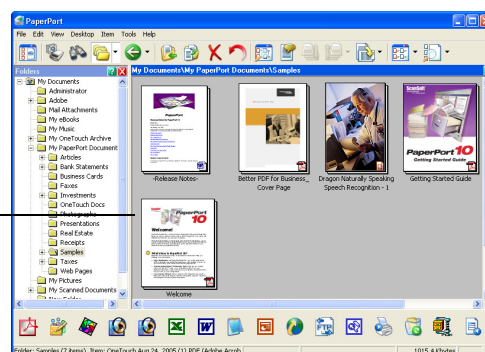 PaperPort
File Edit View Desktop Item Tools Help
Folders
My Documents\My PaperPort Documents\Samples
My Documents
Administrator
Adobe
Mail Attachments
My eBooks
My Music
My OneTouch Archive
My PaperPort Document
Articles
Bank Statements
Business Cards
Faxes
Investments
OneTouch Docs
Photographs
Presentations
Real Estate
Receipts
Samples
Taxes
Web Pages
My Pictures
My Scanned Documents
New Folder
PaperPort
-Release Notes-
Better PDF for Business_
Cover Page
Dragon Naturally Speaking
Speech Recognition - 1
ScanSoft
PaperPort 10
Getting Started Guide
Getting Started Guide
PaperPort
10
Welcome!
Welcome
FTP
Folder: Samples (7 items) Item: OneTouch Aug 24, 2005 (1) PDF (Adobe Acrob
1015.4 Kbytes